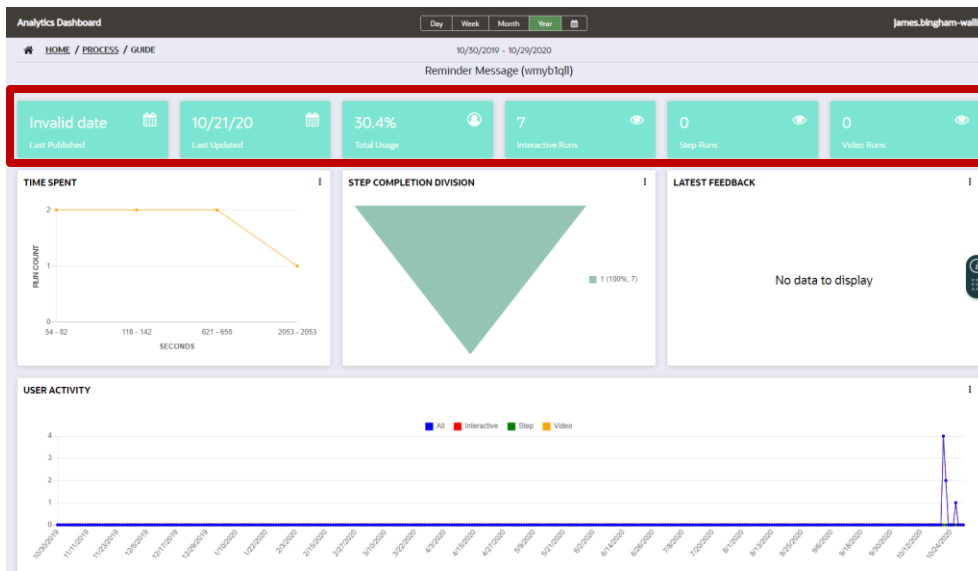 Analytics Dashboard
Day Week Month Year
james.bingham-walli
HOME / PROCESS / GUIDE
10/30/2019 - 10/29/2020
Reminder Message (wmyb1qll)
Invalid date
Last Published
10/21/20
Last Updated
30.4%
Total Usage
7
Interactive Runs
0
Step Runs
0
Video Runs
TIME SPENT
2
1
0
RUN COUNT
54 - 82 118 - 142 621 - 650 2053 - 2053
SECONDS
STEP COMPLETION DIVISION
1 (100%; 7)
LATEST FEEDBACK
No data to display
USER ACTIVITY
All Interactive Step Video
4
3
2
1
0
10/30/2019 11/11/2019 11/23/2019 12/5/2019 12/17/2019 12/29/2019 1/10/2020 1/22/2020 2/3/2020 2/15/2020 2/27/2020 3/10/2020 3/22/2020 4/3/2020 4/15/2020 4/27/2020 5/9/2020 5/21/2020 6/2/2020 6/14/2020 6/26/2020 7/8/2020 7/20/2020 8/1/2020 8/13/2020 8/25/2020 9/6/2020 9/18/2020 9/30/2020 10/12/2020 10/24/2020